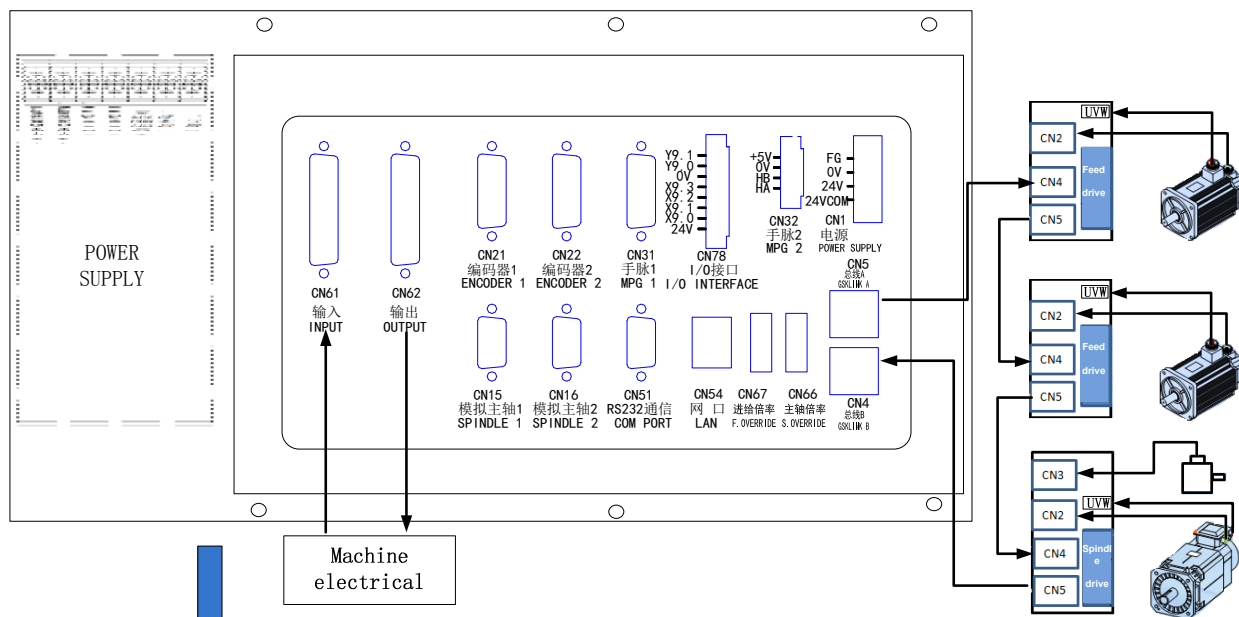 POWER
SUPPLY
CN61
输入
INPUT
CN62
输出
OUTPUT
CN21
编码器1
ENCODER 1
CN22
编码器2
ENCODER 2
CN31
手脉1
MPG 1
Y9.1
Y9.0
0V
X9.3
X9.2
X9.1
X9.0
24V
CN78
I/O接口
I/O INTERFACE
+5V
0V
HB
HA
CN32
手脉2
MPG 2
FG
0V
24V
24VCOM
CN1
电源
POWER SUPPLY
CN5
总线A
GSKLINK A
CN15
模拟主轴1
SPINDLE 1
CN16
模拟主轴2
SPINDLE 2
CN51
RS232通信
COM PORT
CN54
网 口
LAN
CN67
进给倍率
F. OVERRIDE
CN66
主轴倍率
S. OVERRIDE
CN4
总线B
GSKLINK B
Machine
electrical
UVW
CN2
CN4
CN5
Feed
drive
UVW
CN2
CN4
CN5
Feed
drive
CN3
UVW
CN2
CN4
CN5
Spindl
e
drive